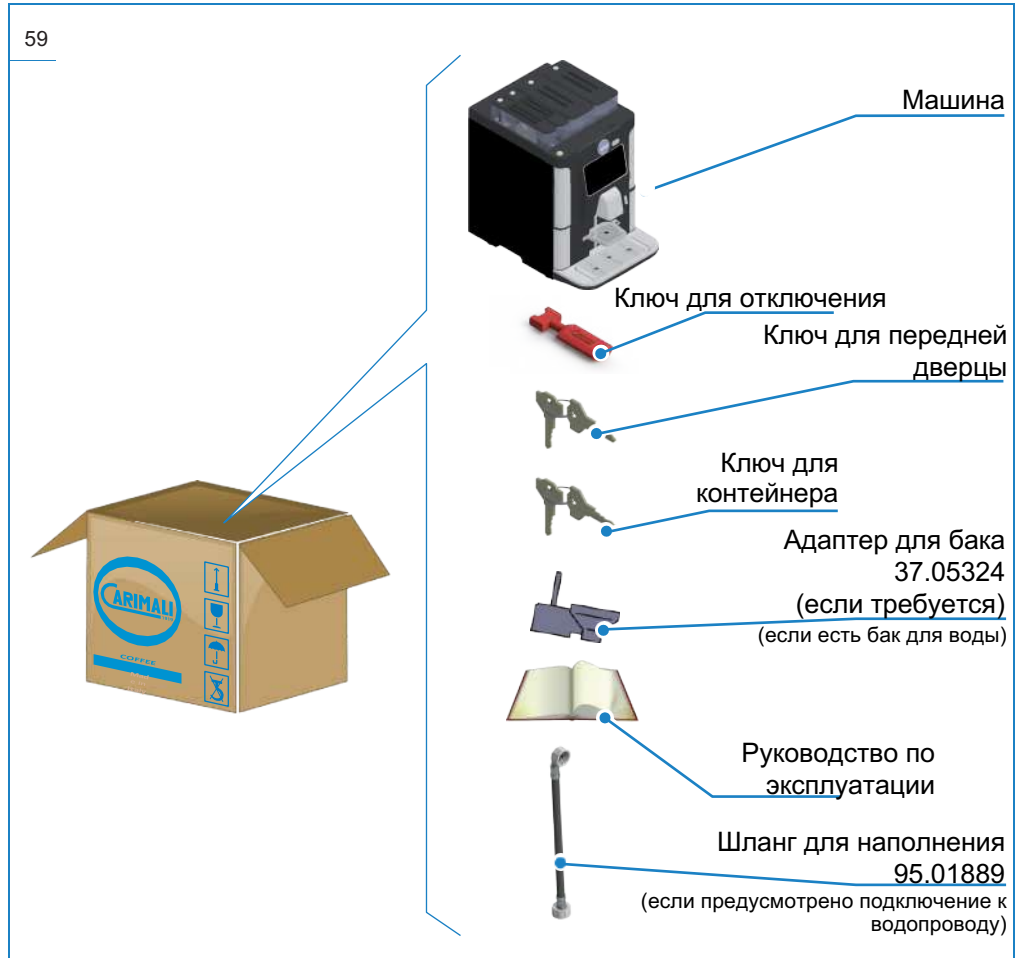 59
Машина
Ключ для отключения
Ключ для передней
дверцы
Ключ для
контейнера
Адаптер для бака
37.05324
(если требуется)
(если есть бак для воды)
CARIMALI
COFFEE
Руководство по
эксплуатации
Шланг для наполнения
95.01889
(если предусмотрено подключение к
водопроводу)